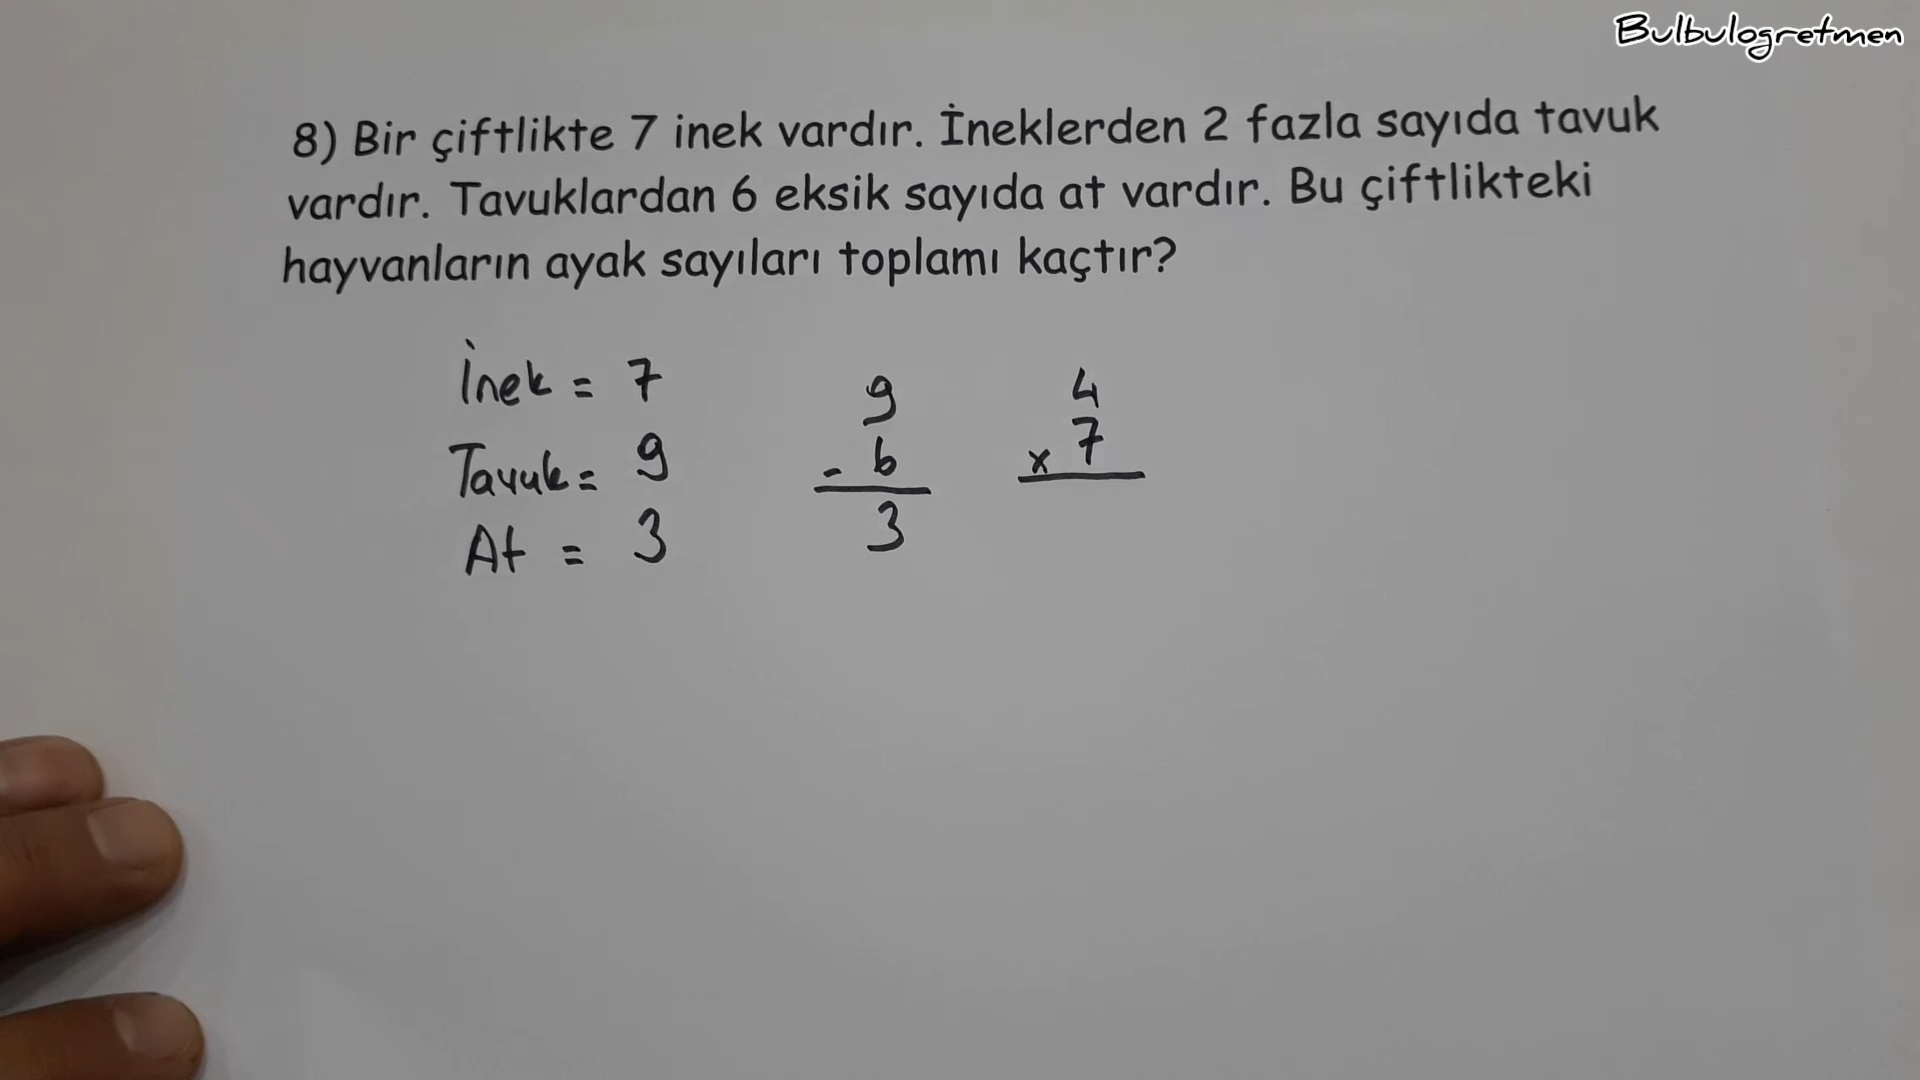 Bulbulogretmen
8) Bir çiftlikte 7 inek vardır. İneklerden 2 fazla sayıda tavuk
vardır. Tavuklardan 6 eksik sayıda at vardır. Bu çiftlikteki
hayvanların ayak sayıları toplamı kaçtır?
İnek = 7
Tavuk = 9
At = 3
9
- 6
3
4
x 7